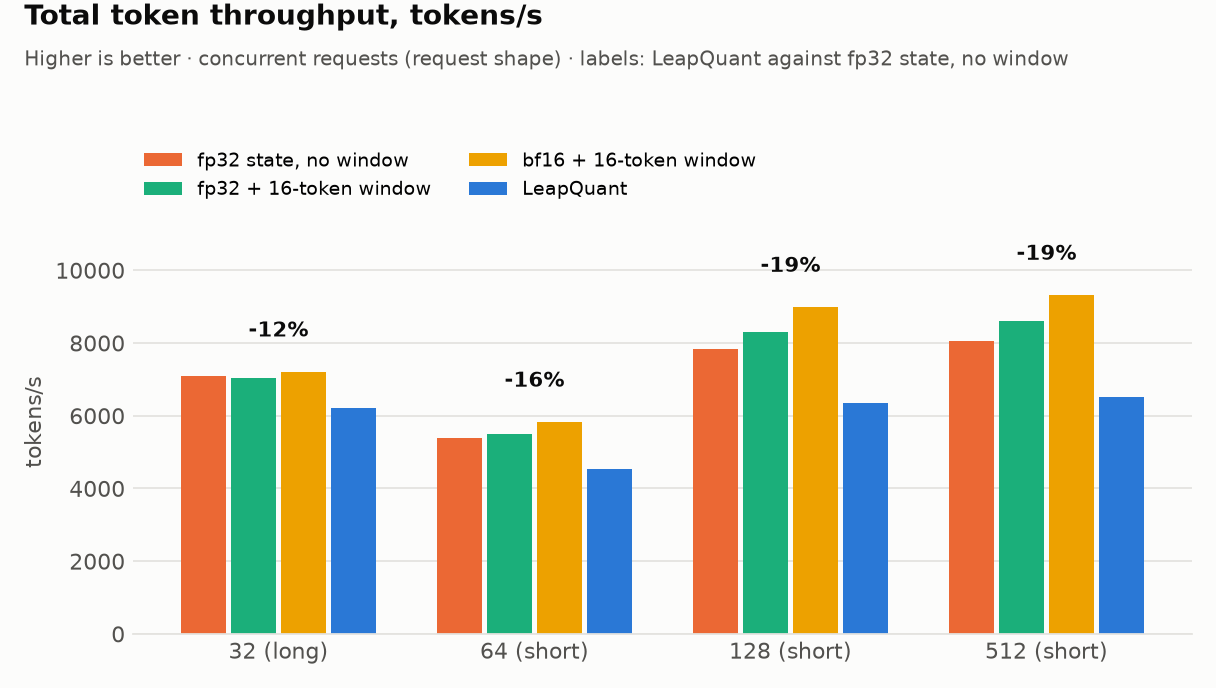 Total token throughput, tokens/s
Higher is better · concurrent requests (request shape) · labels: LeapQuant against fp32 state, no window
fp32 state, no window
bf16 + 16-token window
fp32 + 16-token window
LeapQuant
-19%
10000
-19%
-12%
8000
-16%
6000
tokens/s
4000
2000
0
32 (long)
64 (short)
128 (short)
512 (short)